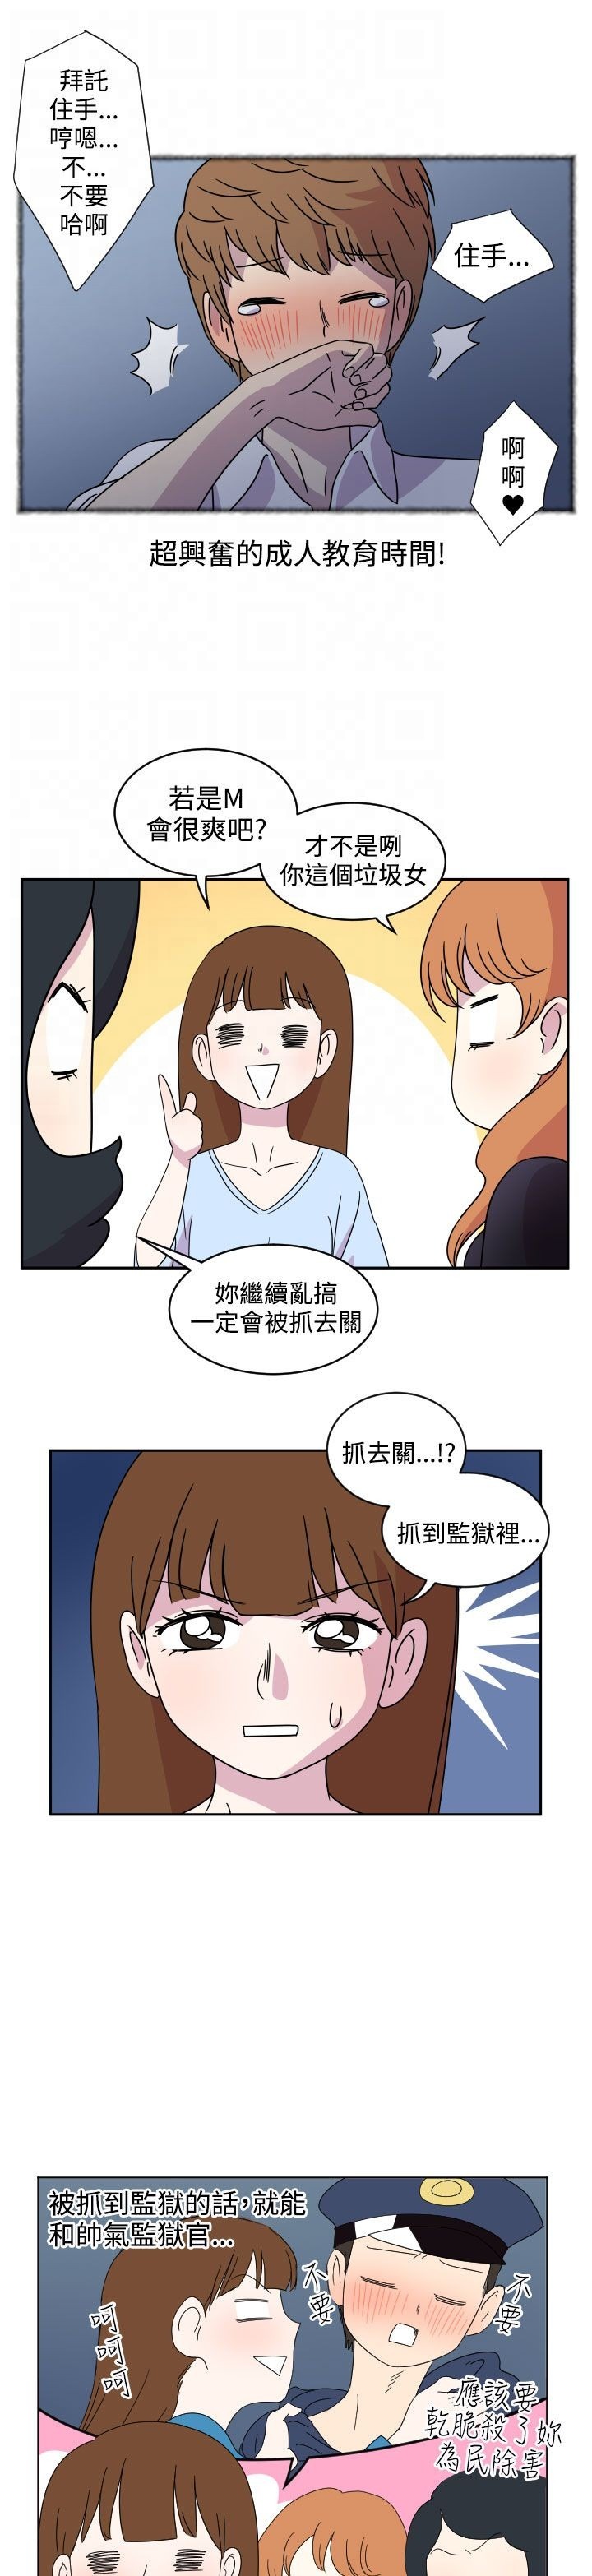 拜託
住手...
哼嗯...
不...
不要
哈啊
住手...
啊
啊
♥
超興奮的成人教育時間!
若是M
會很爽吧?
才不是咧
你這個垃圾女
妳繼續亂搞
一定會被抓去關
抓去關...!?
抓到監獄裡...
被抓到監獄的話,就能
和帥氣監獄官...
不要
不要
呵呵呵
應該要
乾脆殺了妳
為民除害